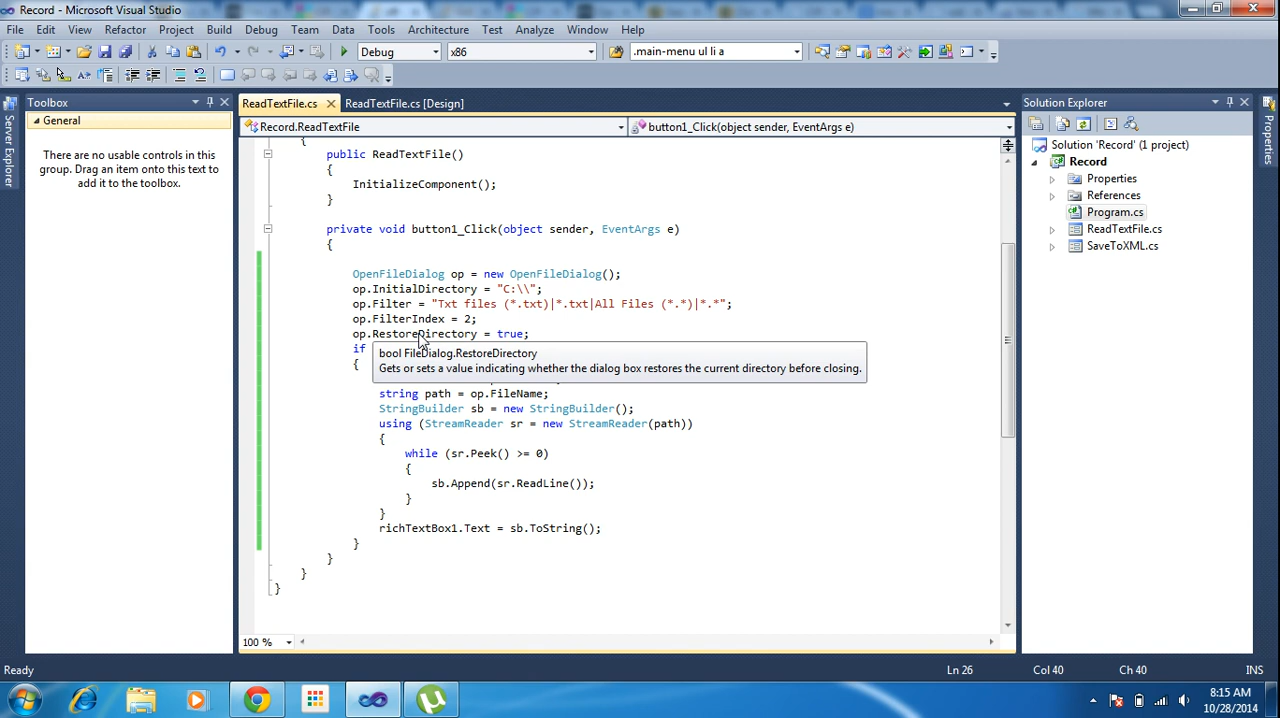 Record - Microsoft Visual Studio
File Edit View Refactor Project Build Debug Team Data Tools Architecture Test Analyze Window Help
Debug x86 .main-menu ul li a
Toolbox
General
There are no usable controls in this
group. Drag an item onto this text to
add it to the toolbox.
Server Explorer
ReadTextFile.cs ReadTextFile.cs [Design]
Record.ReadTextFile button1_Click(object sender, EventArgs e)
{
public ReadTextFile()
{
InitializeComponent();
}
private void button1_Click(object sender, EventArgs e)
{
OpenFileDialog op = new OpenFileDialog();
op.InitialDirectory = "C:\\";
op.Filter = "Txt files (*.txt)|*.txt|All Files (*.*)|*.*";
op.FilterIndex = 2;
op.RestoreDirectory = true;
if
bool FileDialog.RestoreDirectory
{
Gets or sets a value indicating whether the dialog box restores the current directory before closing.
string path = op.FileName;
StringBuilder sb = new StringBuilder();
using (StreamReader sr = new StreamReader(path))
{
while (sr.Peek() >= 0)
{
sb.Append(sr.ReadLine());
}
}
richTextBox1.Text = sb.ToString();
}
}
}
}
100 %
Solution Explorer
Solution 'Record' (1 project)
Record
Properties
References
Program.cs
ReadTextFile.cs
SaveToXML.cs
Properties
Ready Ln 26 Col 40 Ch 40 INS
8:15 AM
10/28/2014